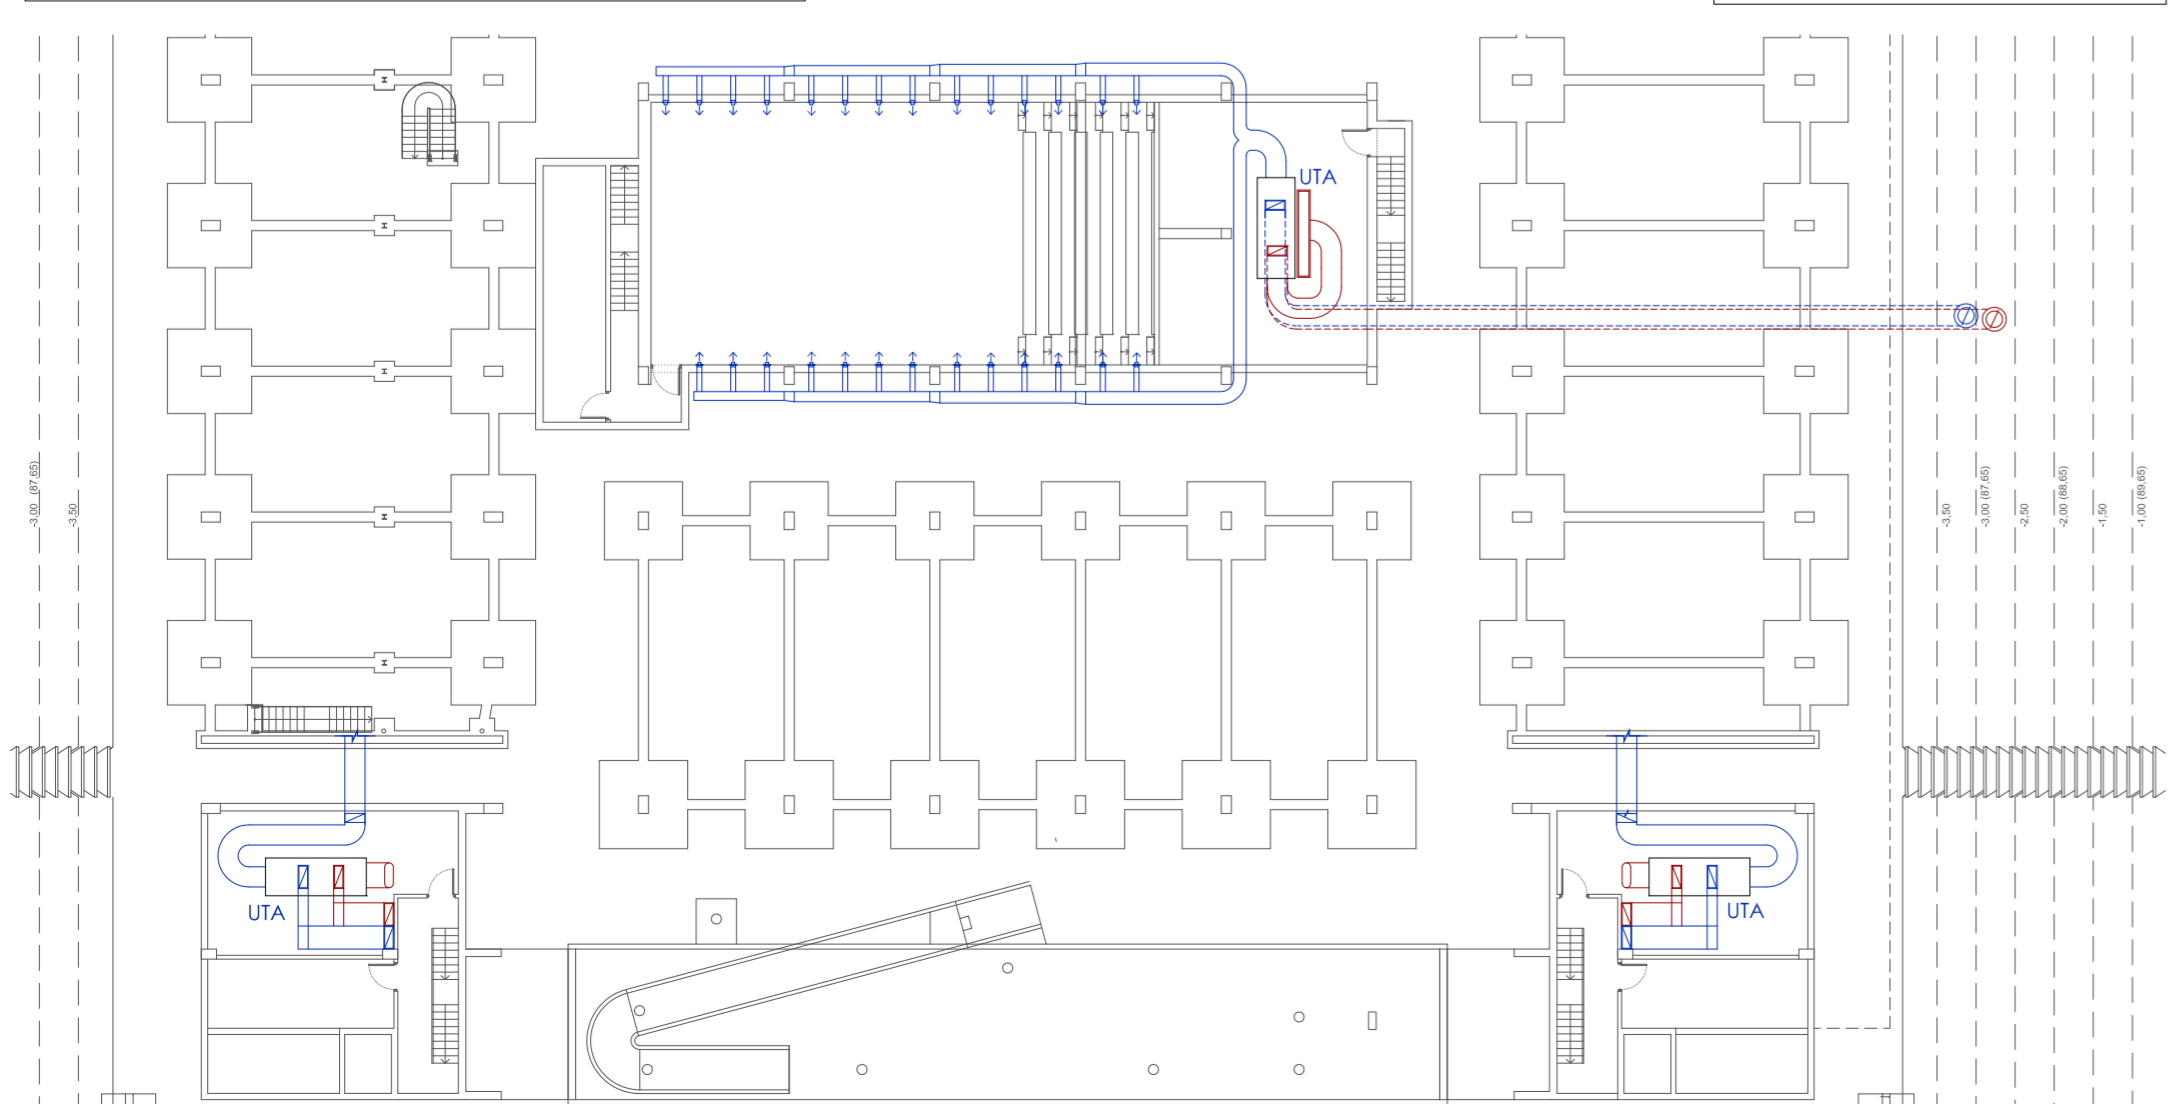 UTA
-3,00 (87,65)
-3,50
-3,50
-3,00 (87,65)
-2,50
-2,00 (88,65)
-1,50
-1,00 (89,65)
H
H
H
H
H
UTA
UTA